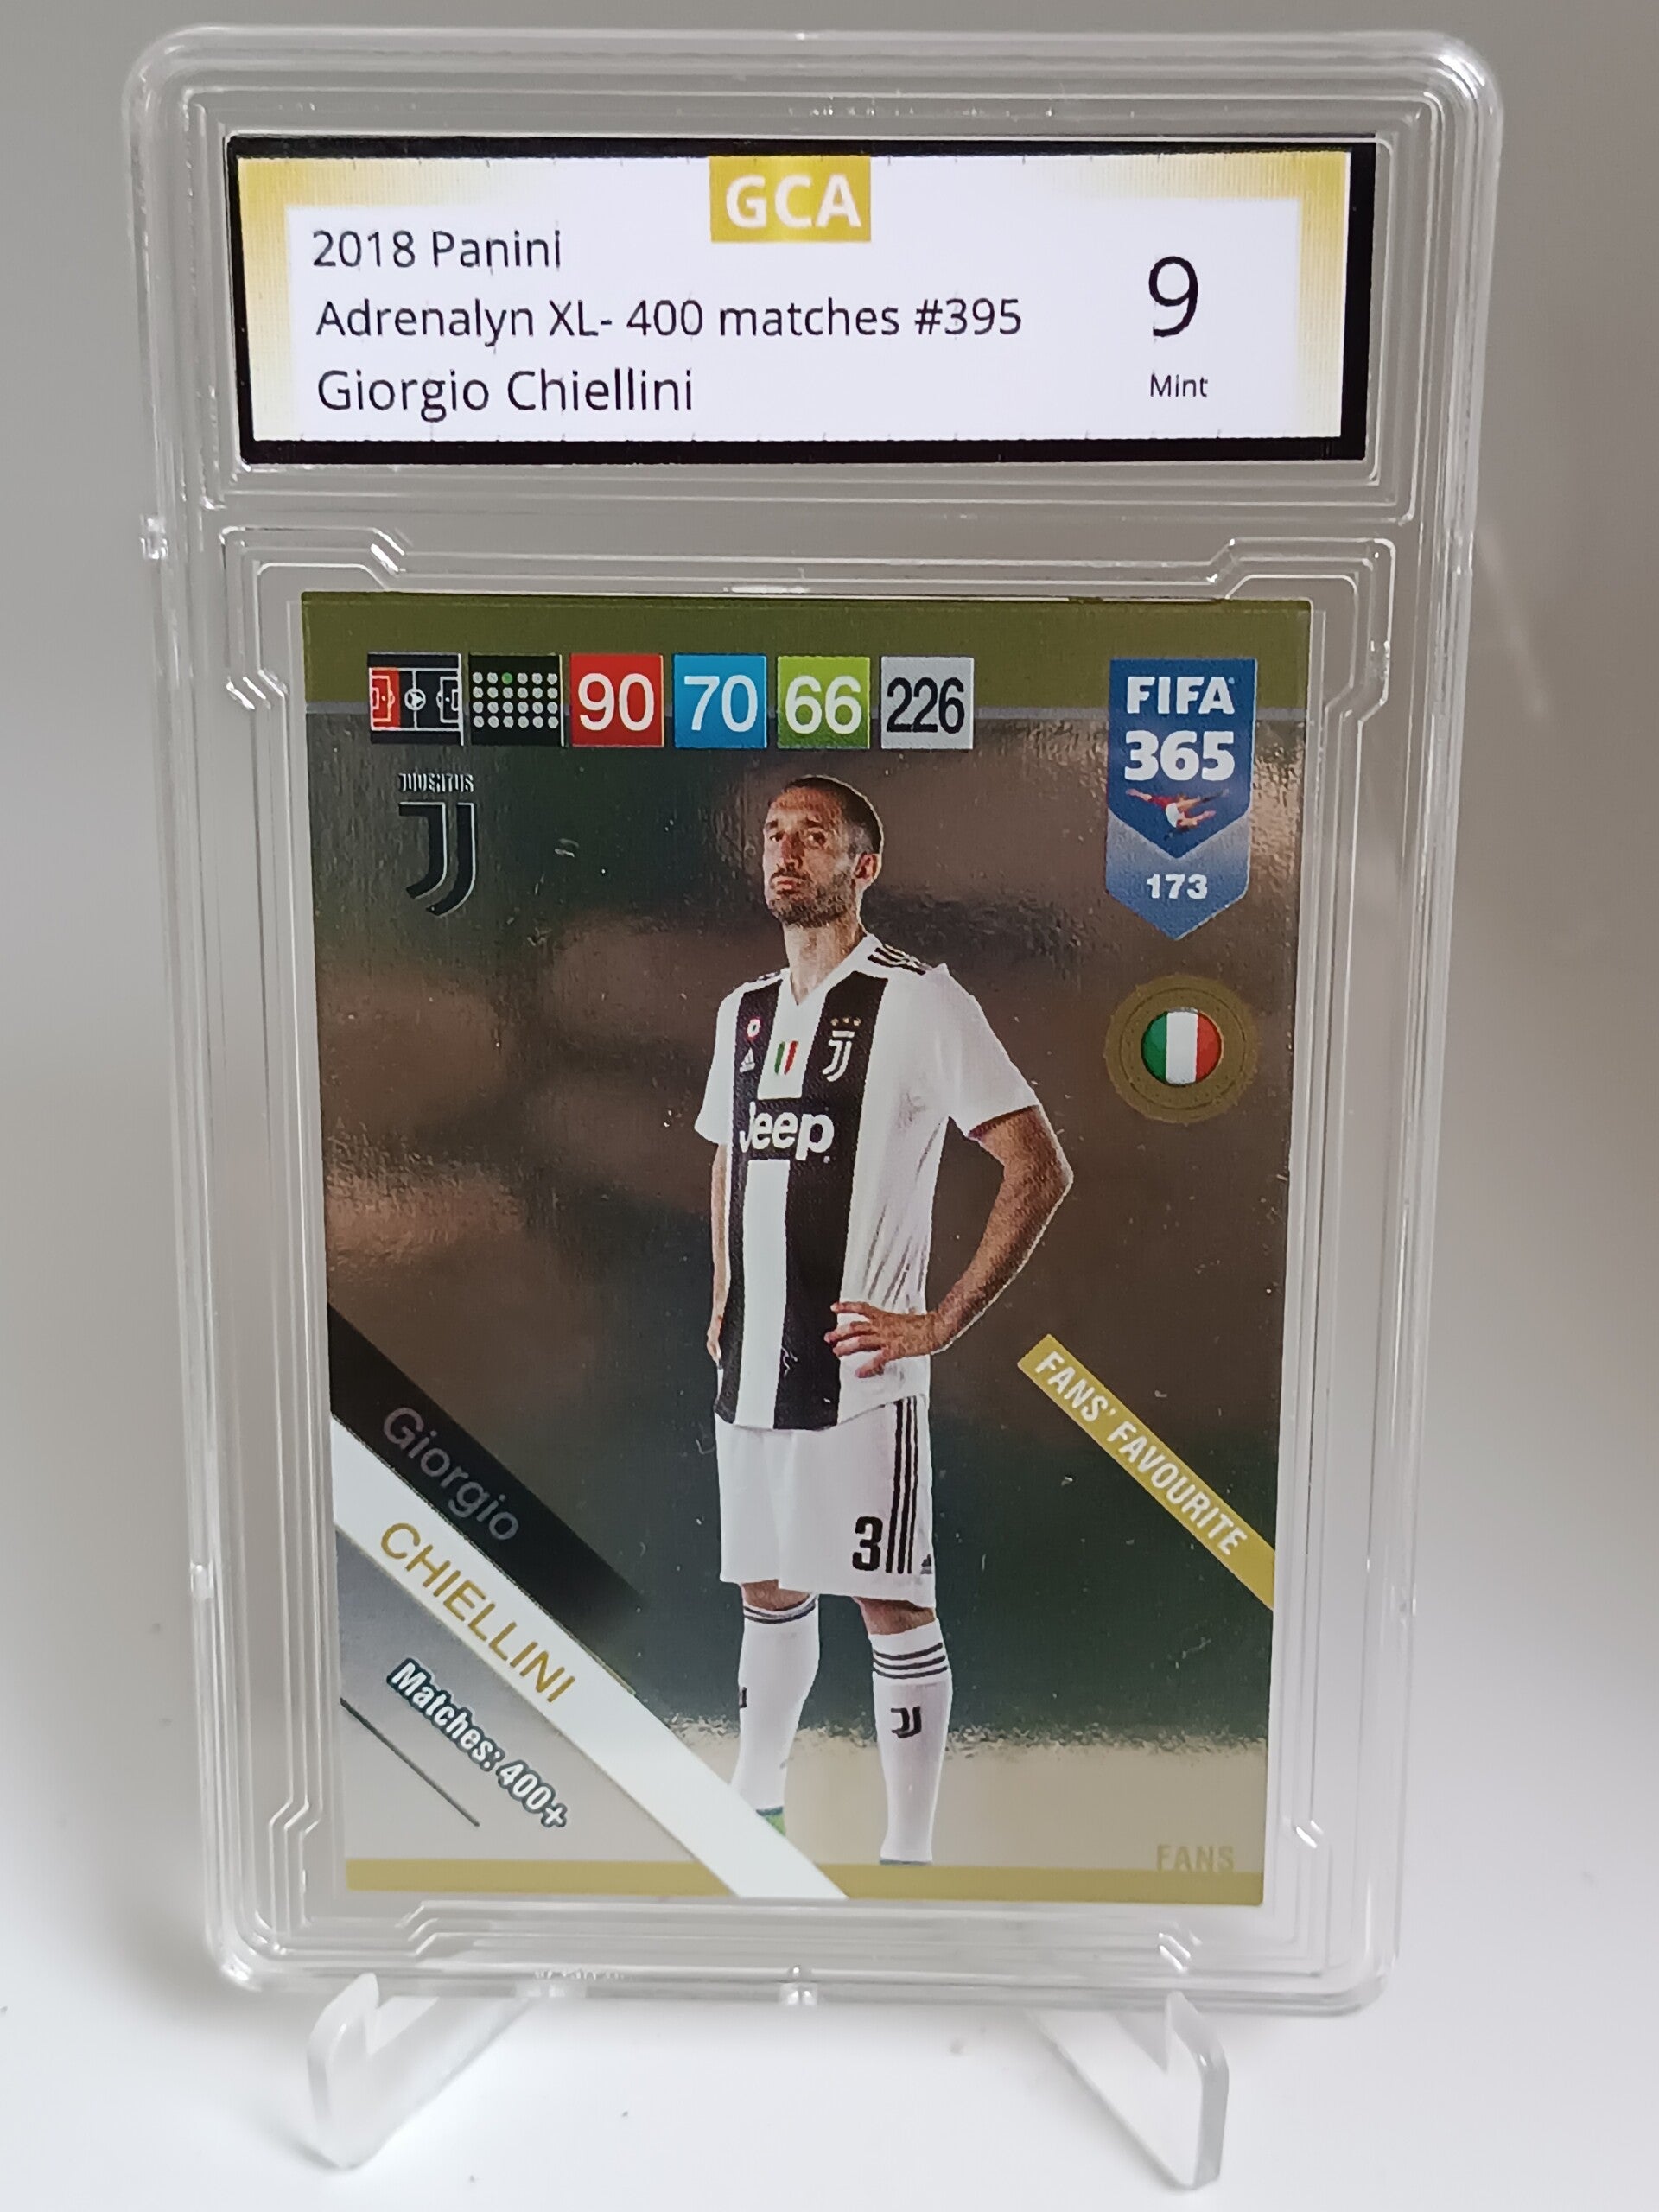 GCA
2018 Panini
Adrenalyn XL- 400 matches #395
Giorgio Chiellini
9
Mint
90 70 66 226
FIFA
365
173
JUVENTUS
Jeep
3
FANS' FAVOURITE
Giorgio
CHIELLINI
Matches: 400+
FANS